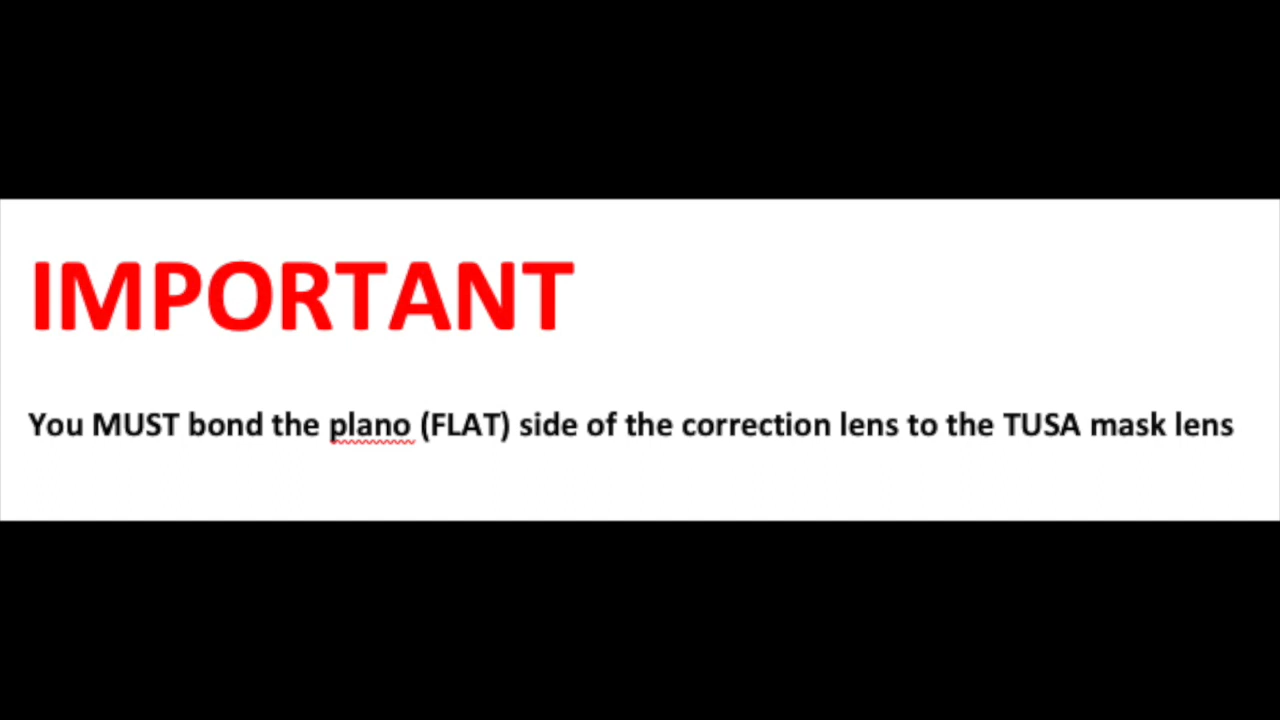 IMPORTANT
You MUST bond the plano (FLAT) side of the correction lens to the TUSA mask lens